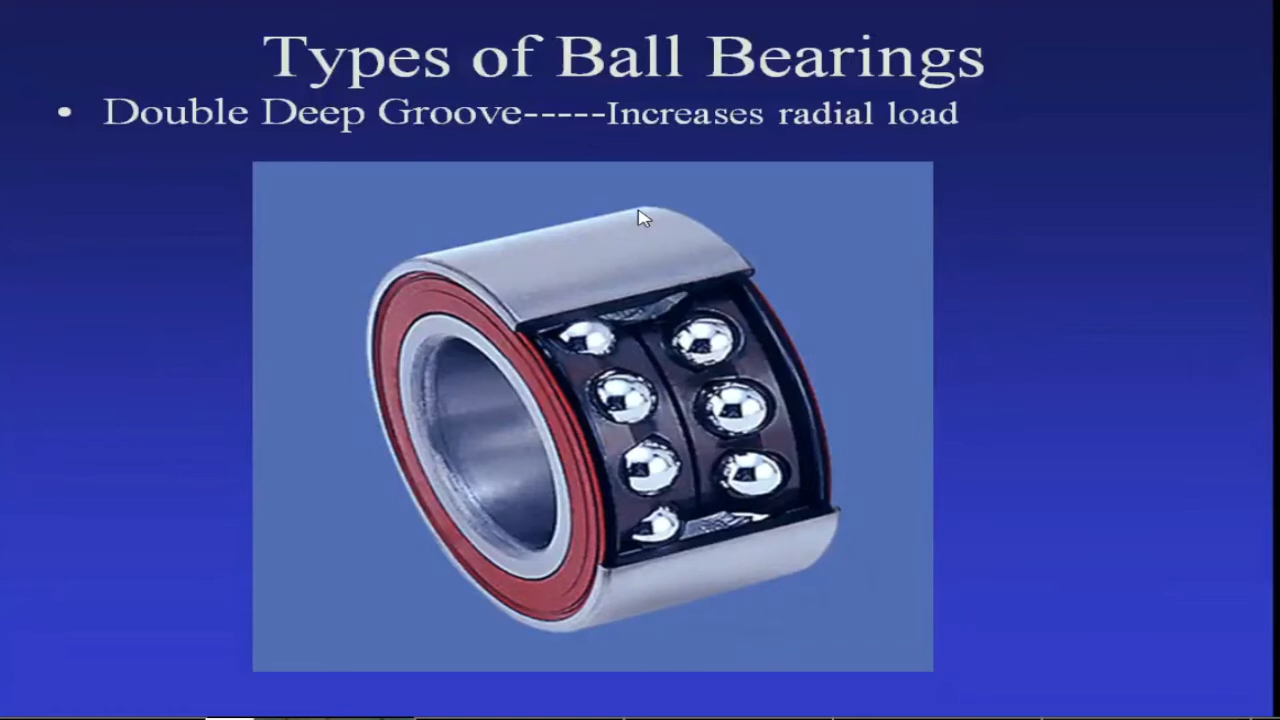 Types of Ball Bearings
• Double Deep Groove-----Increases radial load